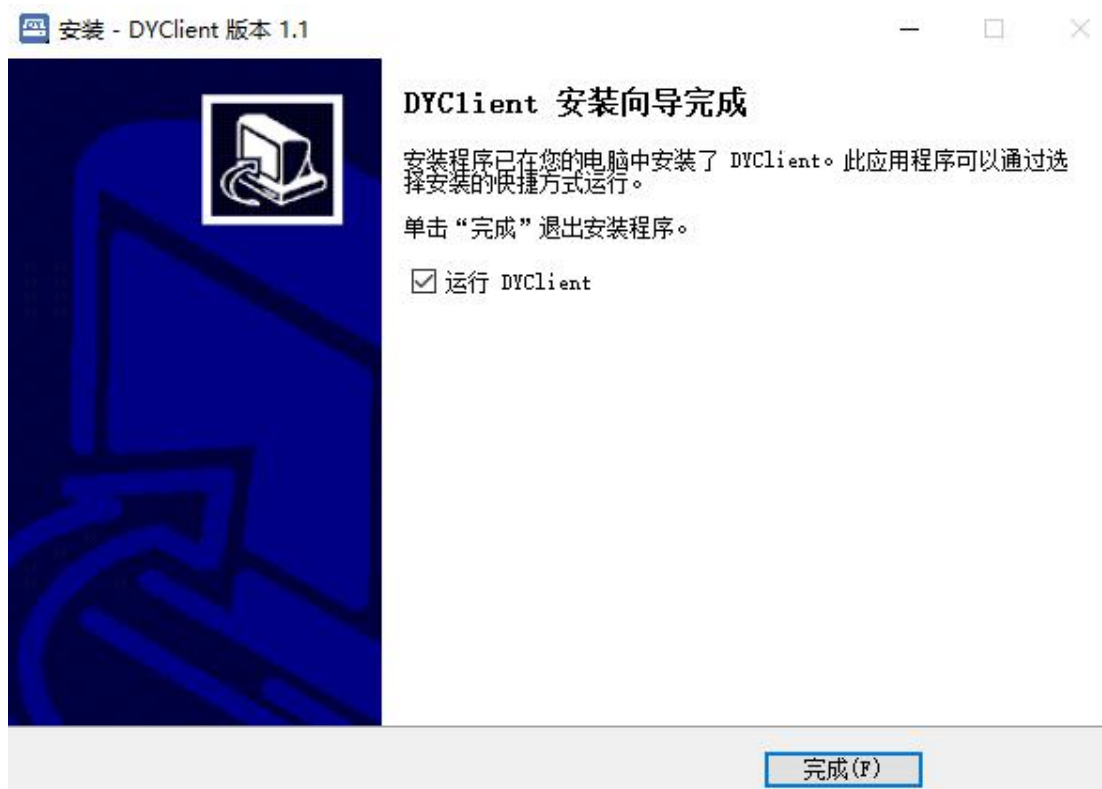 安装 - DYClient 版本 1.1
DYClient 安装向导完成
安装程序已在您的电脑中安装了 DYClient。此应用程序可以通过选
择安装的快捷方式运行。
单击“完成”退出安装程序。
运行 DYClient
完成(F)